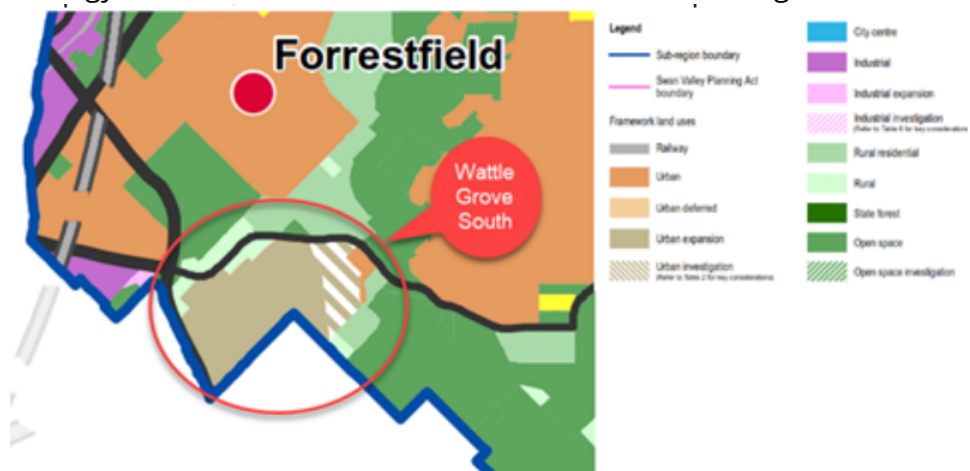 Forrestfield
Wattle
Grove
South
Legend
Sub-region boundary
Swan Valley Planning Act
boundary
Framework land uses
Railway
Urban
Urban deferred
Urban expansion
Urban investigation
(Refer to Table 2 for key considerations)
City centre
Industrial
Industrial expansion
Industrial investigation
(Refer to Table 6 for key considerations
Rural residential
Rural
State forest
Open space
Open space investigation